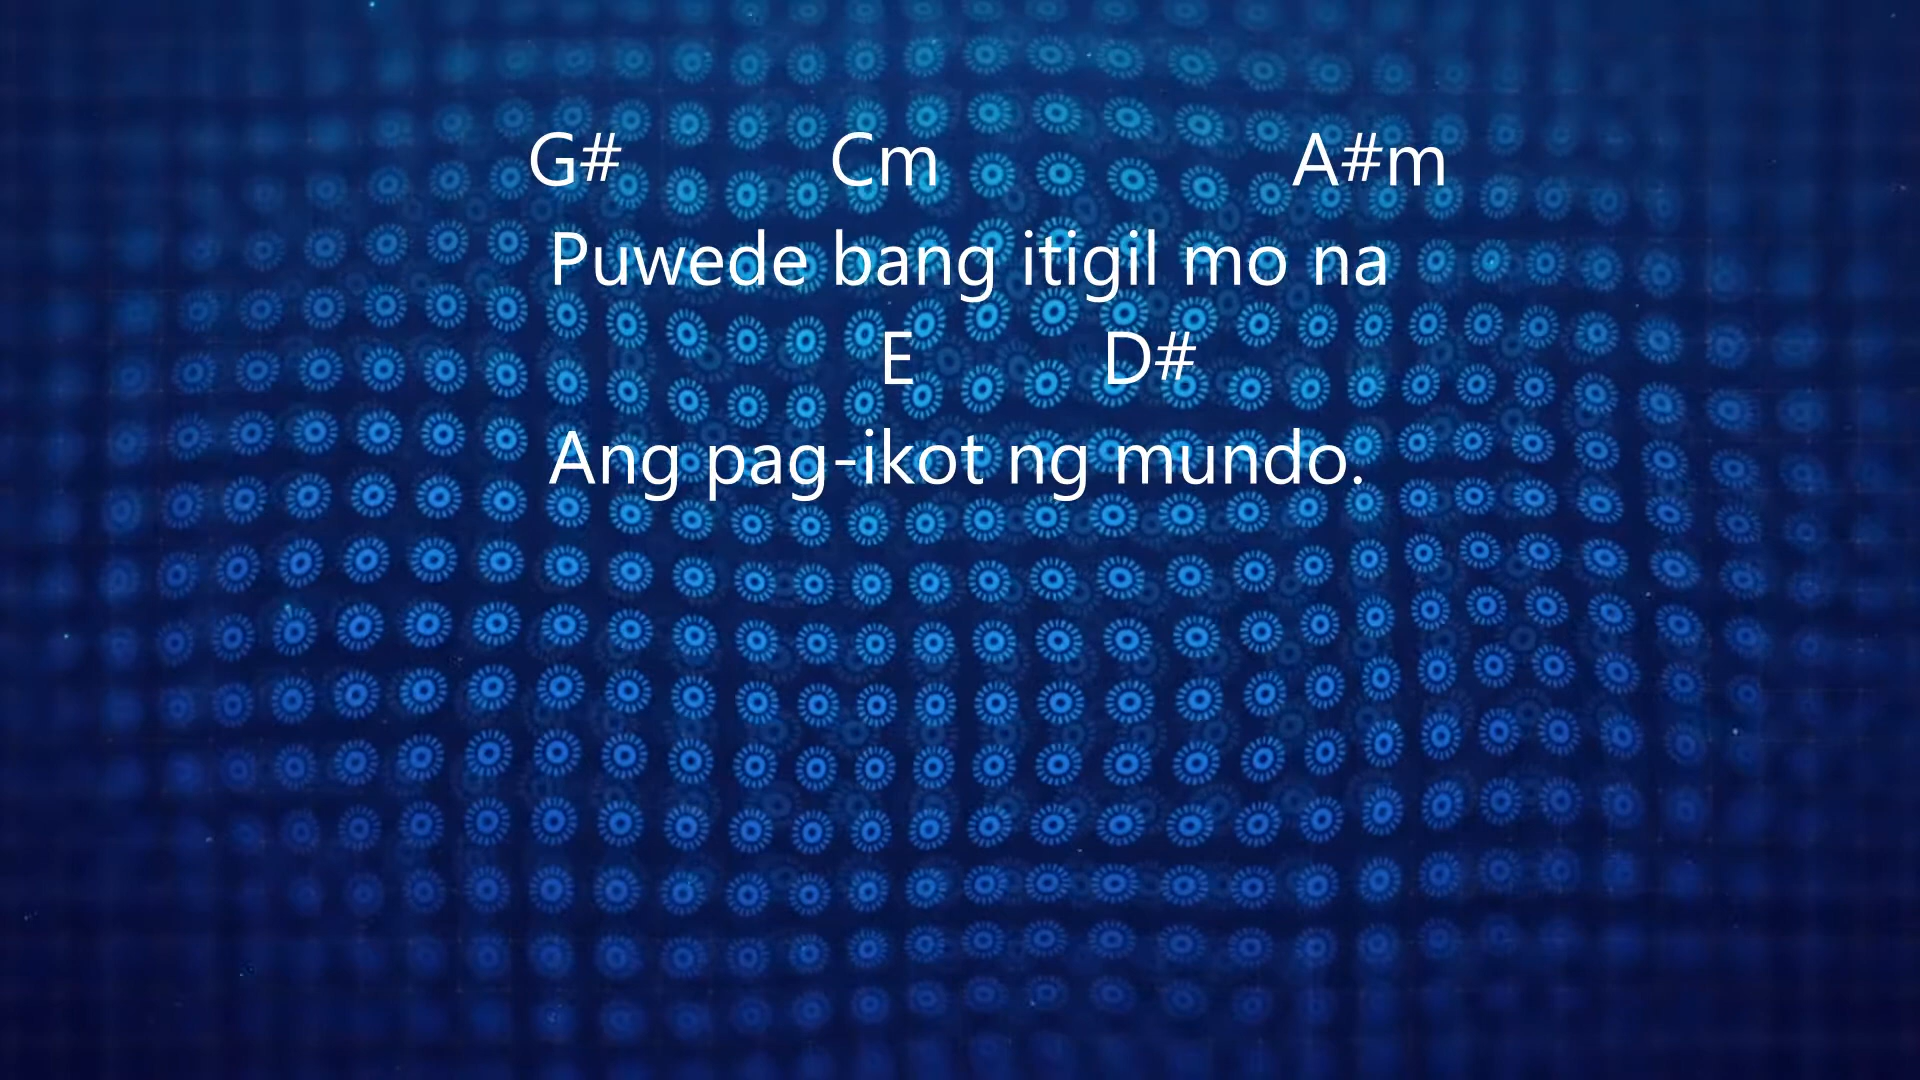 G# Cm A#m
Puwede bang itigil mo na
E D#
Ang pag-ikot ng mundo.